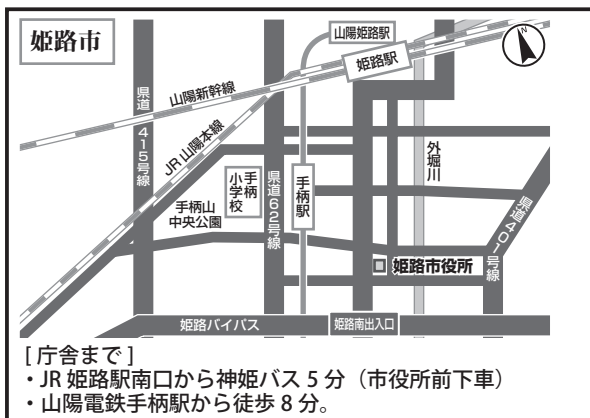 姫路市
山陽姫路駅
姫路駅
山陽新幹線
JR山陽本線
県道415号線
外堀川
手柄小学校
県道62号線
手柄駅
手柄山
中央公園
県道401号線
姫路市役所
姫路バイパス
姫路南出入口
[ 庁舎まで ]
・JR 姫路駅南口から神姫バス 5 分（市役所前下車）
・山陽電鉄手柄駅から徒歩 8 分。